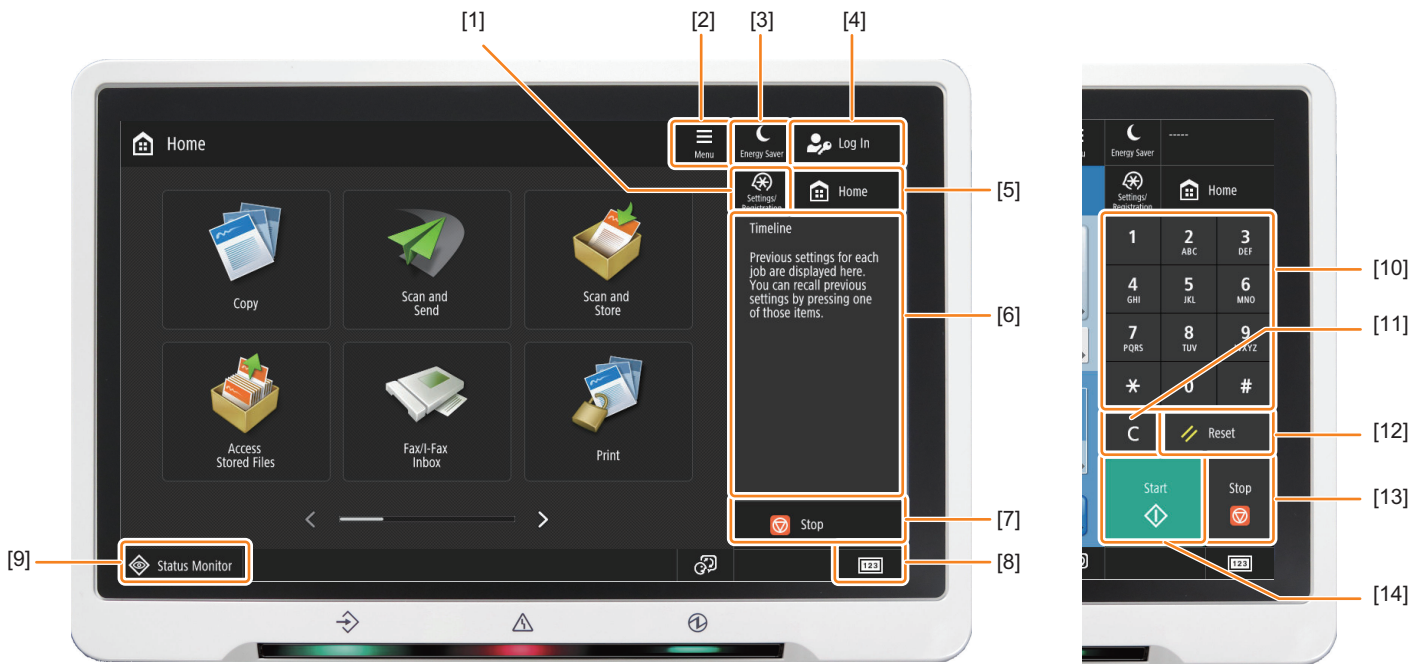 [1]
[2]
[3]
[4]
Home
Menu
Energy Saver
Log In
Settings/
Registration
Home
[5]
Timeline
Previous settings for each
job are displayed here.
You can recall previous
settings by pressing one
of those items.
[6]
Copy
Scan and
Send
Scan and
Store
Access
Stored Files
Fax/I-Fax
Inbox
Print
Stop
[7]
[9]
Status Monitor
123
[8]
Energy Saver
-----
Settings/
Registration
Home
1
2
ABC
3
DEF
[10]
4
GHI
5
JKL
6
MNO
[11]
7
PQRS
8
TUV
9
WXYZ
*
0
#
C
Reset
[12]
Start
Stop
[13]
123
[14]